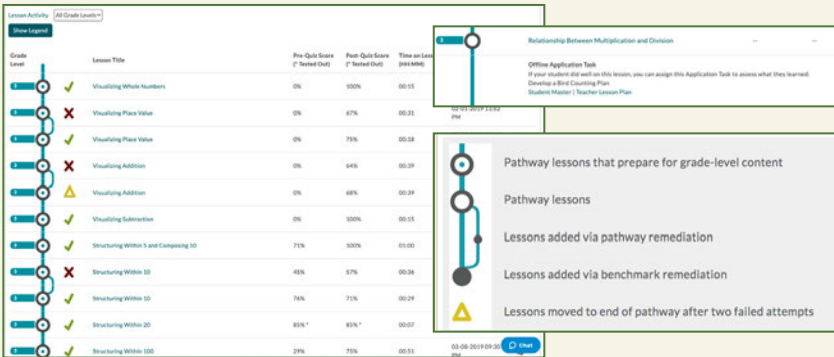 Lesson Activity All Grade Levels
Show Legend
Grade Level Lesson Title Pre-Quiz Score (* Tested Out) Post-Quiz Score (* Tested Out) Time on Lesson (HH:MM)
Visualizing Whole Numbers 0% 100% 00:15
Visualizing Place Value 0% 67% 00:31 PM
Visualizing Place Value 0% 75% 00:18
Visualizing Addition 0% 64% 00:39
Visualizing Addition 0% 68% 00:39
Visualizing Subtraction 0% 100% 00:15
Structuring Within 5 and Composing 10 71% 100% 01:00
Structuring Within 10 57% 00:36
Structuring Within 10 76% 71% 00:29
Structuring Within 20 85% * 85% * 00:07
Structuring Within 100 29% 75% 00:51 03-08-2019 09:30 PM
Chat
Relationship Between Multiplication and Division -- --
Offline Application Task
If your student did well on this lesson, you can assign this Application Task to assess what they learned:
Develop a Bird Counting Plan
Student Master | Teacher Lesson Plan
Pathway lessons that prepare for grade-level content
Pathway lessons
Lessons added via pathway remediation
Lessons added via benchmark remediation
Lessons moved to end of pathway after two failed attempts